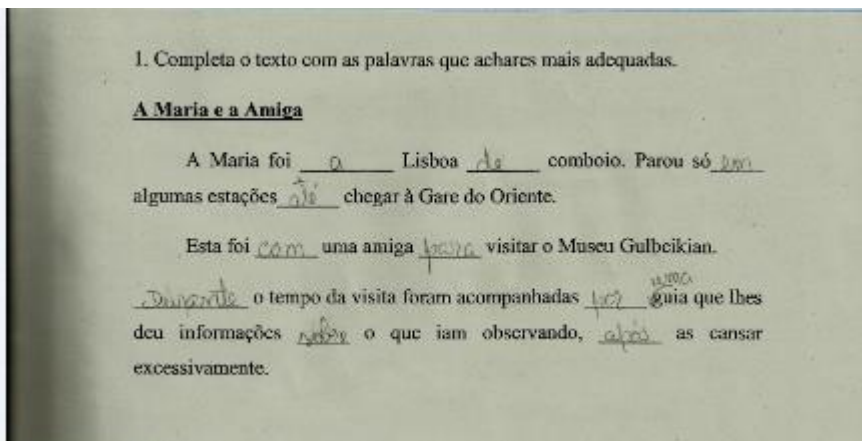 1. Completa o texto com as palavras que achares mais adequadas.
A Maria e a Amiga
A Maria foi a Lisboa de comboio. Parou só em
algumas estações até chegar à Gare do Oriente.
Esta foi com uma amiga para visitar o Museu Gulbeikian.
uma
Durante o tempo da visita foram acompanhadas por guia que lhes
deu informações sobre o que iam observando, após as cansar
excessivamente.